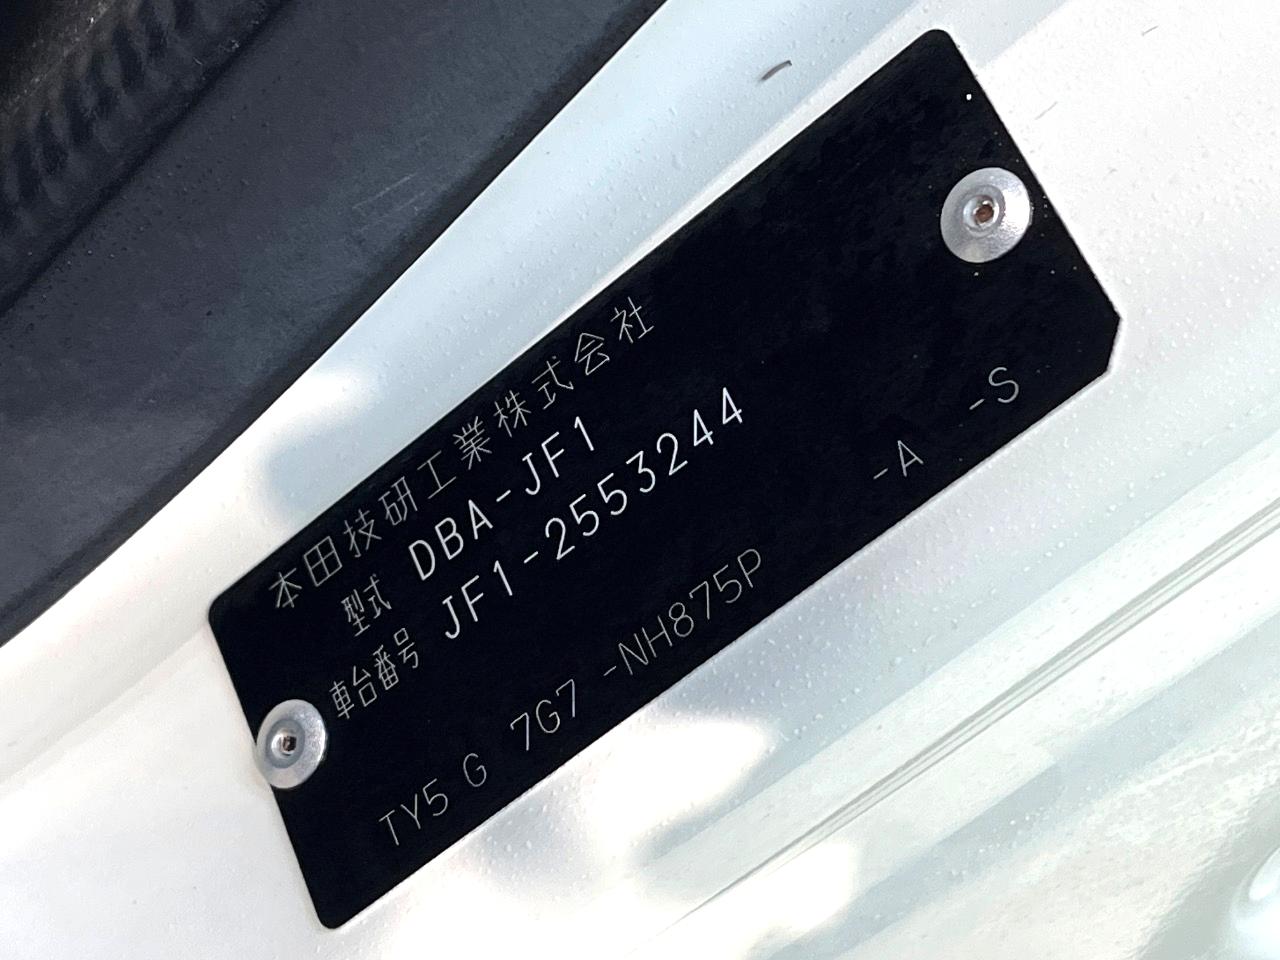 本田技研工業株式会社
型式 DBA-JF1
車台番号 JF1-2553244
TY5 G 7G7 -NH875P -A -S